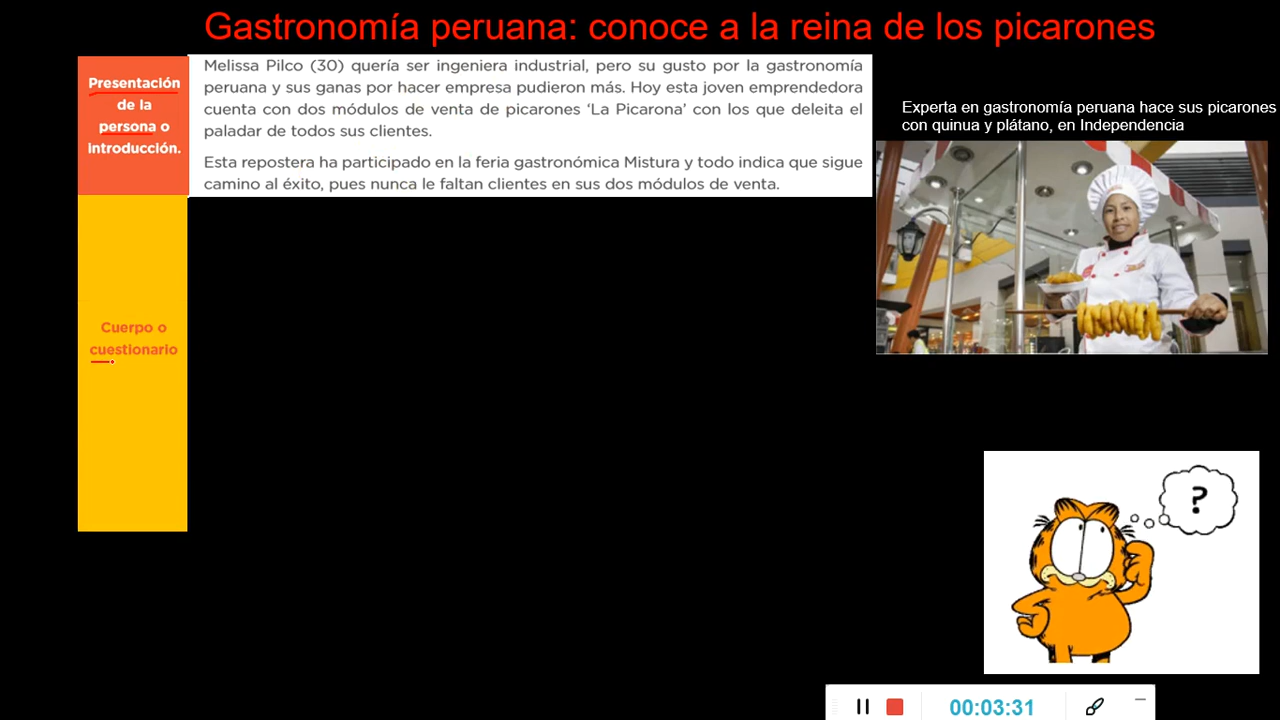 Gastronomía peruana: conoce a la reina de los picarones
Presentación
de la
persona o
introducción.
Melissa Pilco (30) quería ser ingeniera industrial, pero su gusto por la gastronomía
peruana y sus ganas por hacer empresa pudieron más. Hoy esta joven emprendedora
cuenta con dos módulos de venta de picarones ‘La Picarona’ con los que deleita el
paladar de todos sus clientes.
Esta repostera ha participado en la feria gastronómica Mistura y todo indica que sigue
camino al éxito, pues nunca le faltan clientes en sus dos módulos de venta.
Experta en gastronomía peruana hace sus picarones
con quinua y plátano, en Independencia
Cuerpo o
cuestionario
?
00:03:31